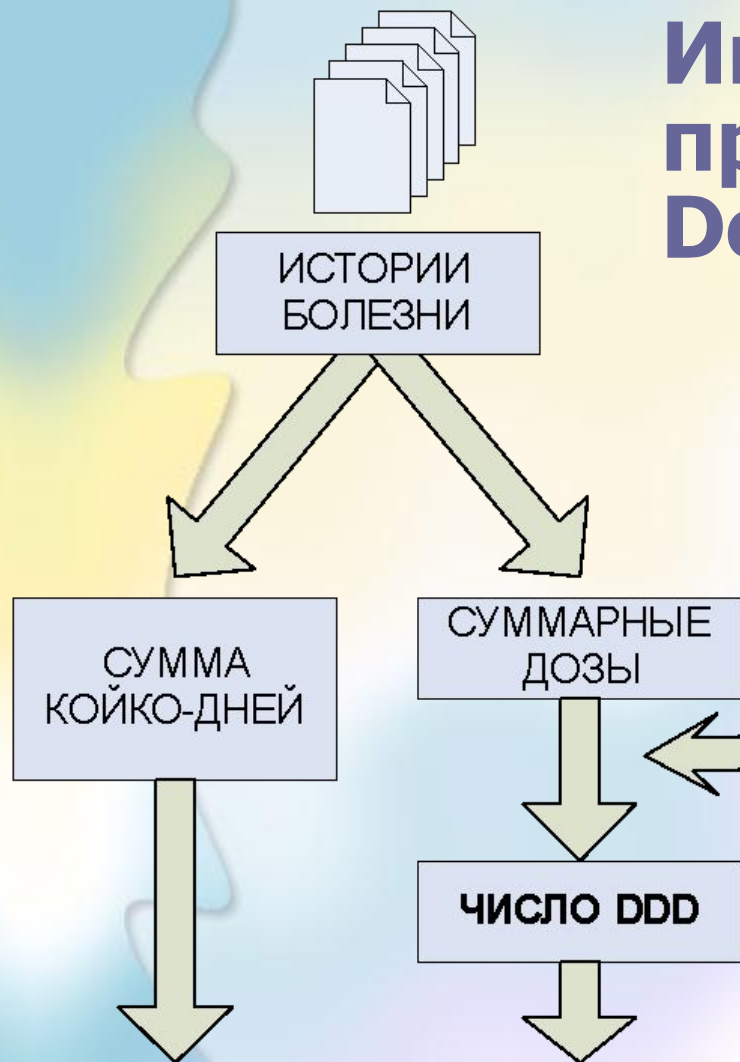 ИСТОРИИ
БОЛЕЗНИ
СУММА
КОЙКО-ДНЕЙ
СУММАРНЫЕ
ДОЗЫ
ЧИСЛО DDD